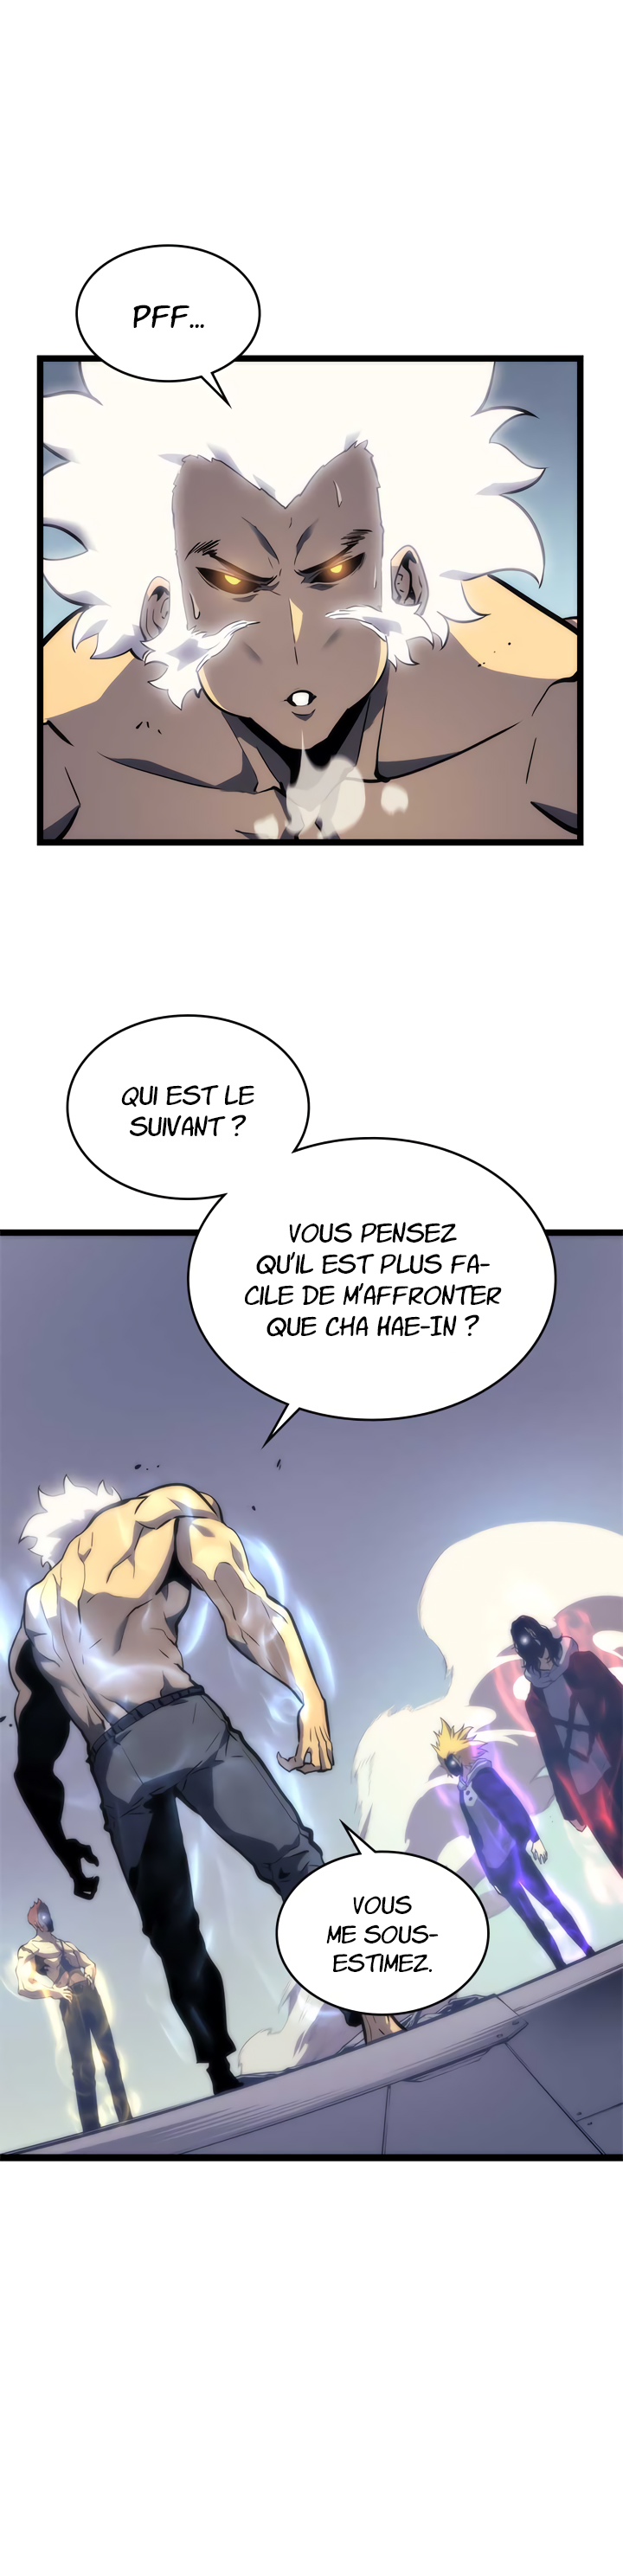 PFF...
QUI EST LE
SUIVANT ?
VOUS PENSEZ
QU'IL EST PLUS FA-
CILE DE M'AFFRONTER
QUE CHA HAE-IN ?
VOUS
ME SOUS-
ESTIMEZ.